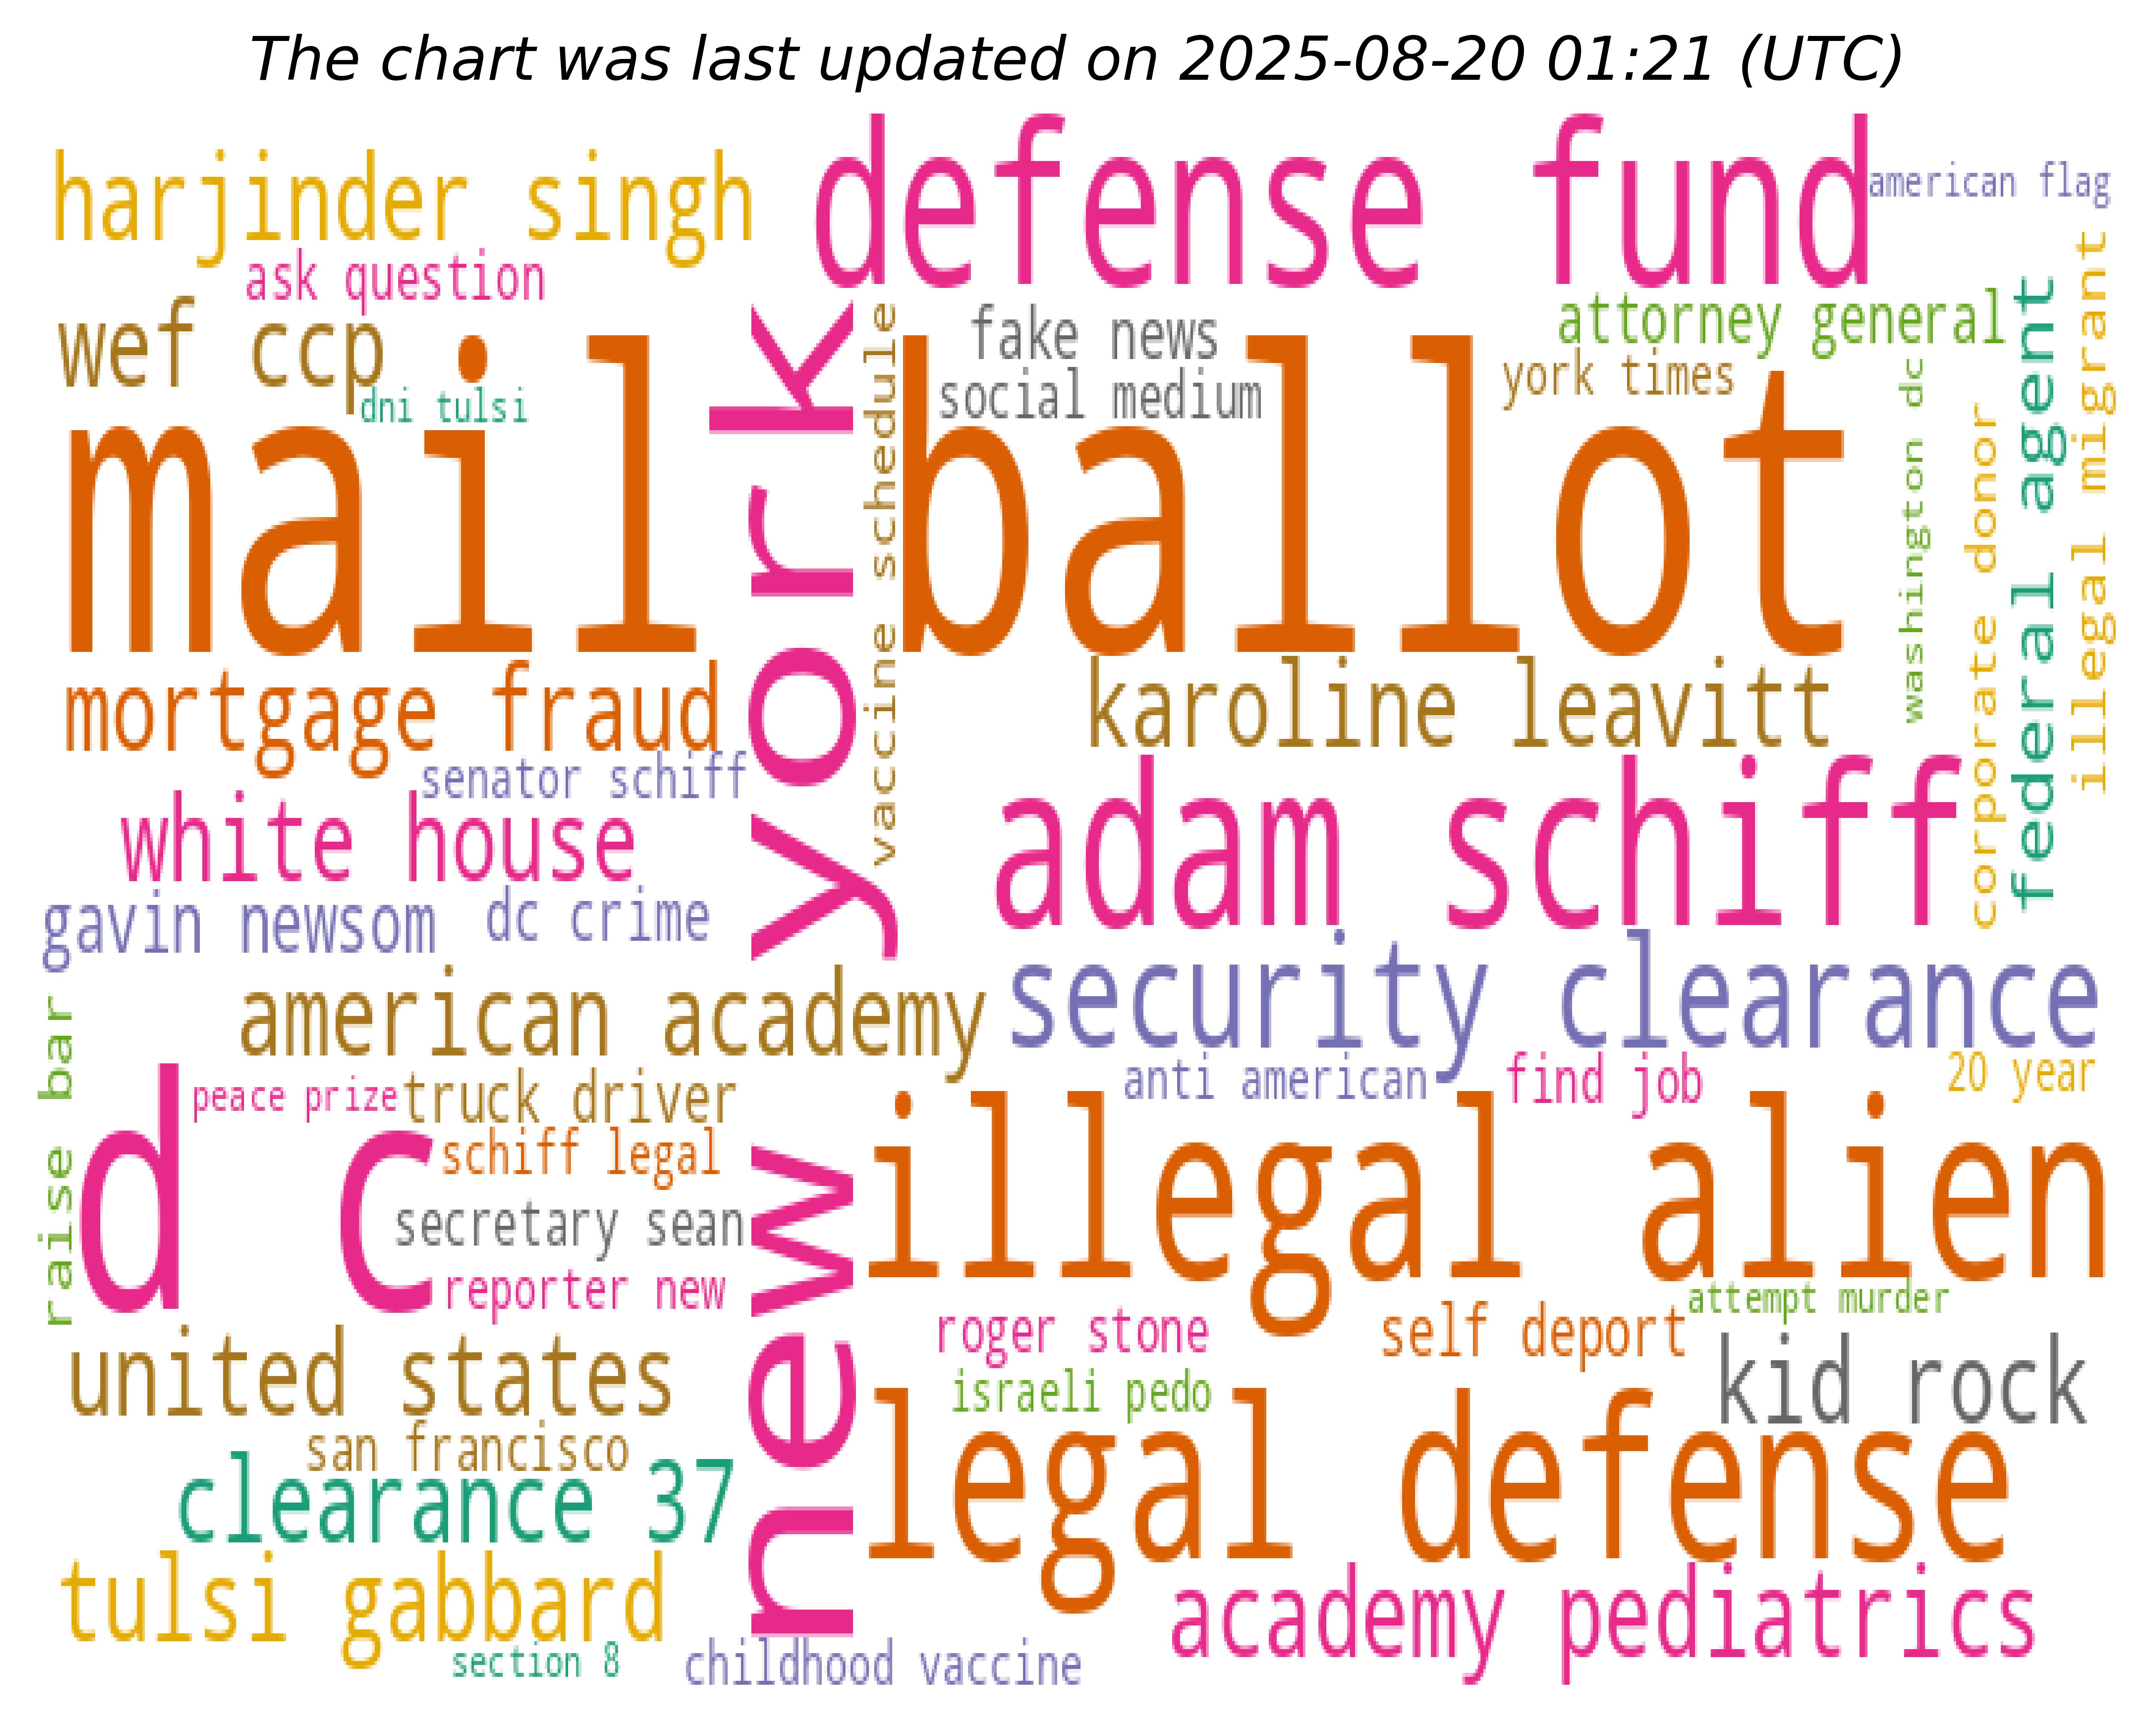 The chart was last updated on 2025-08-20 01:21 (UTC)
harjinder singh
defense fund
american flag
ask question
wef ccp
fake news
attorney general
social medium
york times
dni tulsi
mail ballot
new york
vaccine schedule
washington dc
corporate donor
federal agent
illegal migrant
mortgage fraud
karoline leavitt
senator schiff
white house
adam schiff
gavin newsom
dc crime
security clearance
american academy
raise bar
anti american
find job
20 year
peace prize
truck driver
d c
schiff legal
illegal alien
secretary sean
reporter new
attempt murder
roger stone
self deport
united states
israeli pedo
kid rock
san francisco
legal defense
clearance 37
tulsi gabbard
academy pediatrics
section 8
childhood vaccine